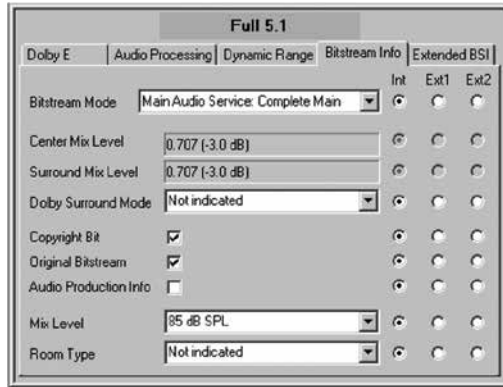 Full 5.1
Dolby E Audio Processing Dynamic Range Bitstream Info Extended BSI
Int Ext1 Ext2
Bitstream Mode Main Audio Service: Complete Main
Center Mix Level 0.707 (-3.0 dB)
Surround Mix Level 0.707 (-3.0 dB)
Dolby Surround Mode Not indicated
Copyright Bit
Original Bitstream
Audio Production Info
Mix Level 85 dB SPL
Room Type Not indicated